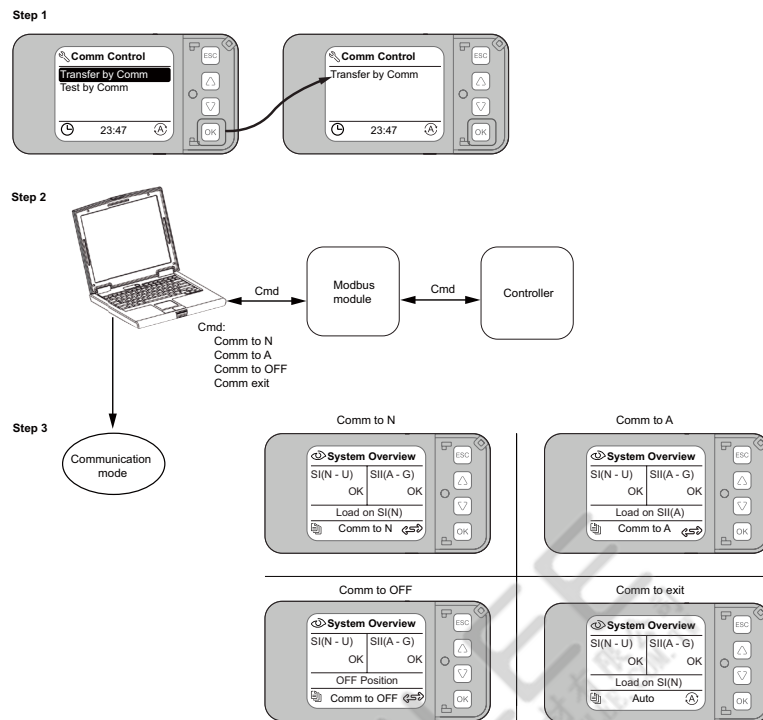 Step 1
Comm Control
Transfer by Comm
Test by Comm
23:47
A
ESC
OK
Comm Control
Transfer by Comm
23:47
A
ESC
OK
Step 2
Cmd
Modbus
module
Cmd
Controller
Cmd:
Comm to N
Comm to A
Comm to OFF
Comm exit
Step 3
Communication
mode
Comm to N
System Overview
SI(N - U) SII(A - G)
OK OK
Load on SI(N)
Comm to N
ESC
OK
Comm to A
System Overview
SI(N - U) SII(A - G)
OK OK
Load on SII(A)
Comm to A
ESC
OK
Comm to OFF
System Overview
SI(N - U) SII(A - G)
OK OK
OFF Position
Comm to OFF
ESC
OK
Comm to exit
System Overview
SI(N - U) SII(A - G)
OK OK
Load on SI(N)
Auto A
ESC
OK